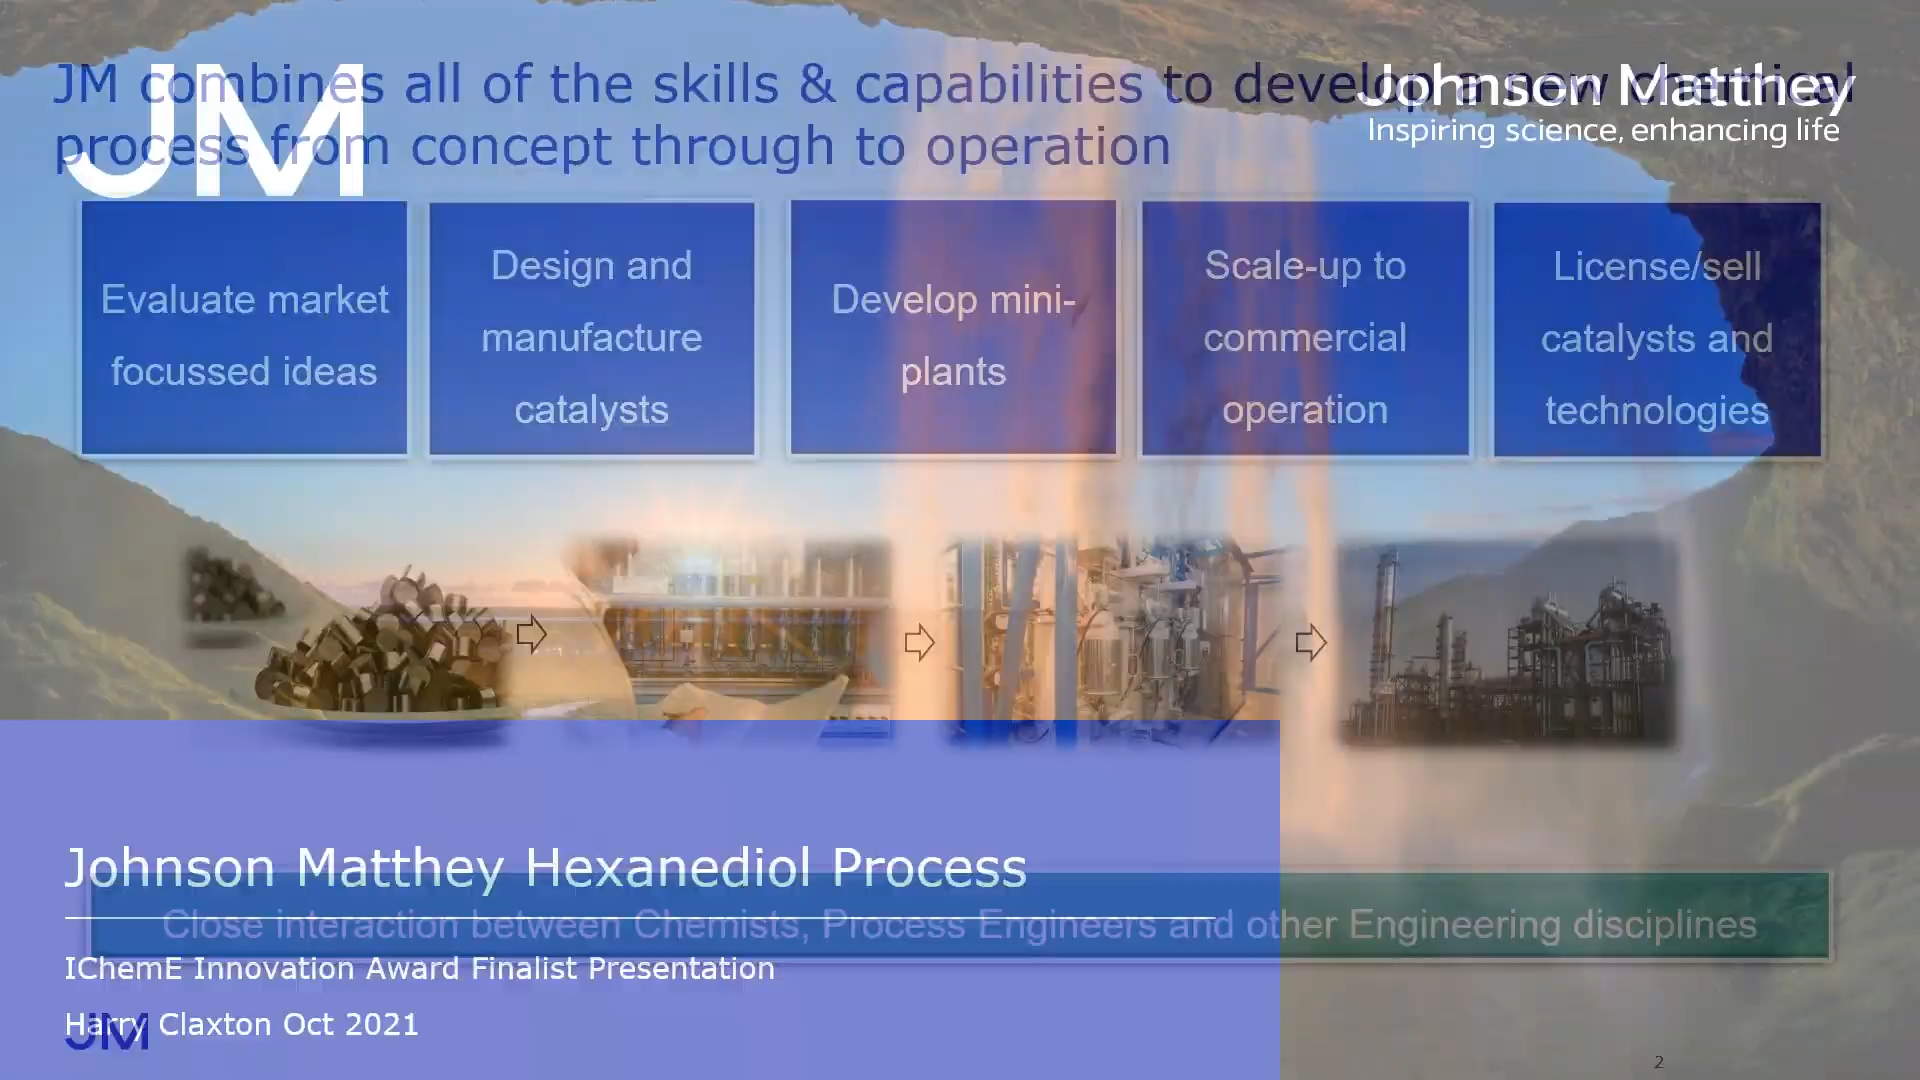 JM combines all of the skills & capabilities to develop a new chemical
process from concept through to operation
JM
Johnson Matthey
Inspiring science, enhancing life
Evaluate market
focussed ideas
Design and
manufacture
catalysts
Develop mini-
plants
Scale-up to
commercial
operation
License/sell
catalysts and
technologies
Johnson Matthey Hexanediol Process
Close interaction between Chemists, Process Engineers and other Engineering disciplines
IChemE Innovation Award Finalist Presentation
Harry Claxton Oct 2021
JM
2